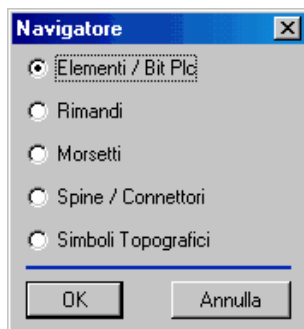 Navigatore
Elementi / Bit Plc
Rimandi
Morsetti
Spine / Connettori
Simboli Topografici
OK Annulla